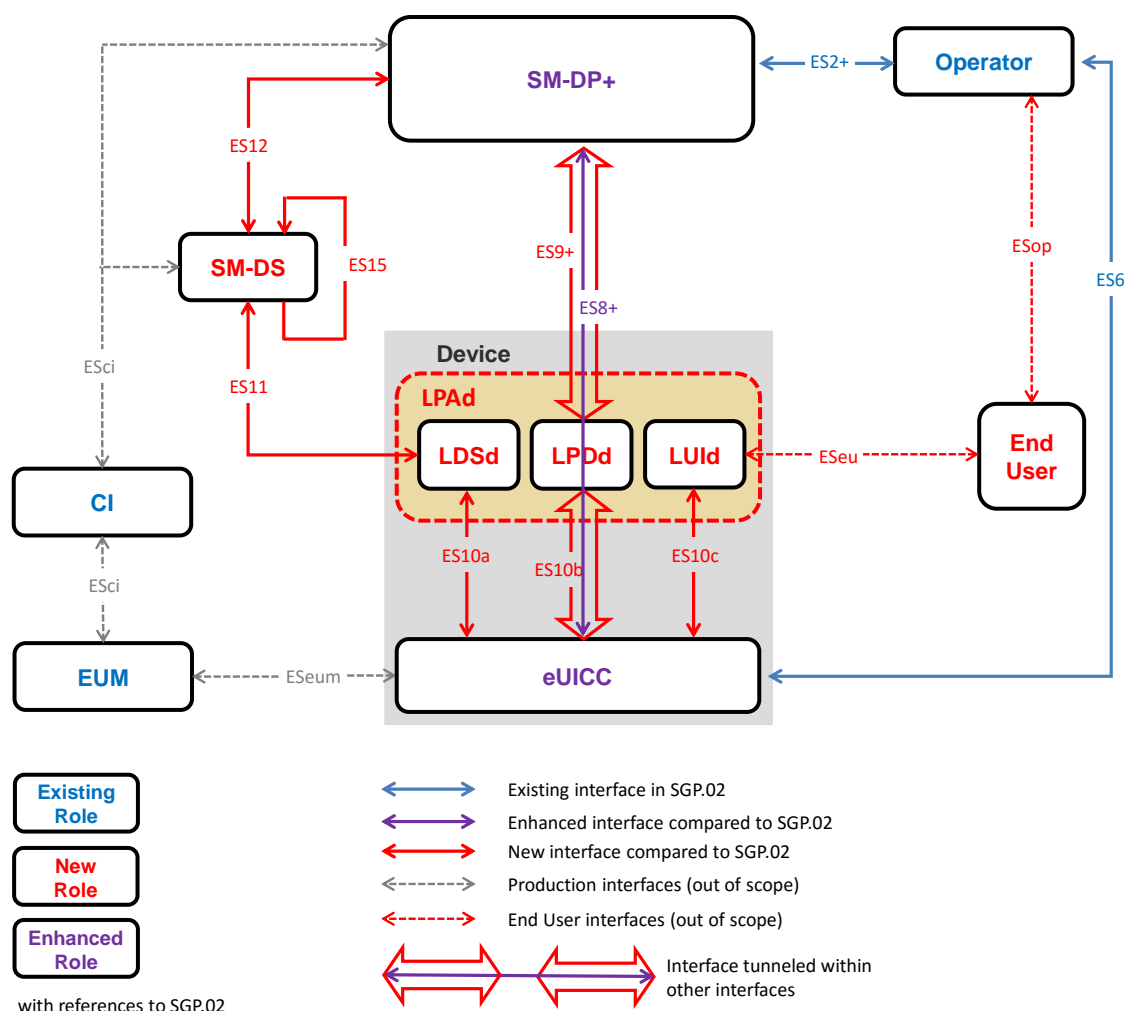 SM-DP+
ES2+
Operator
ES12
SM-DS
ES15
ES9+
ES8+
ESop
ES6
ESci
ES11
Device
LPAd
LDSd
LPDd
LUId
ESeu
End
User
CI
ES10a
ES10b
ES10c
ESci
EUM
ESeum
eUICC
Existing
Role
New
Role
Enhanced
Role
with references to SGP.02
Existing interface in SGP.02
Enhanced interface compared to SGP.02
New interface compared to SGP.02
Production interfaces (out of scope)
End User interfaces (out of scope)
Interface tunneled within
other interfaces